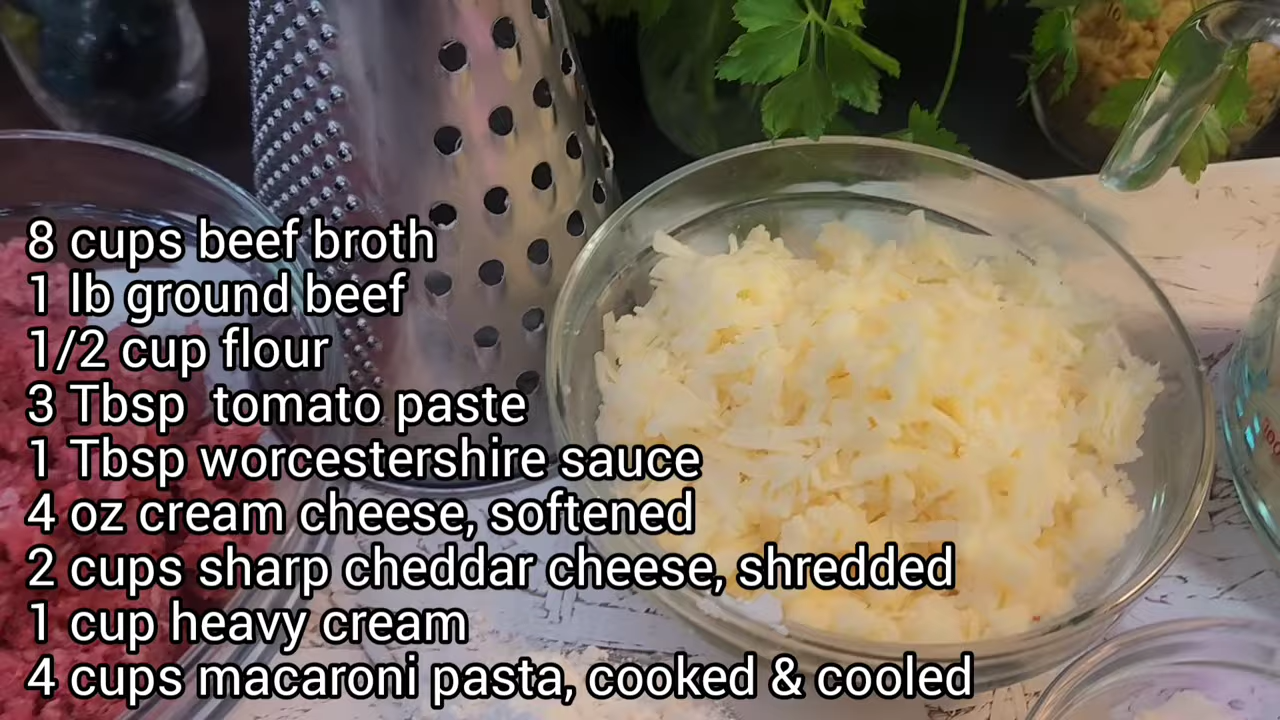 8 cups beef broth
1 lb ground beef
1/2 cup flour
3 Tbsp  tomato paste
1 Tbsp worcestershire sauce
4 oz cream cheese, softened
2 cups sharp cheddar cheese, shredded
1 cup heavy cream
4 cups macaroni pasta, cooked & cooled